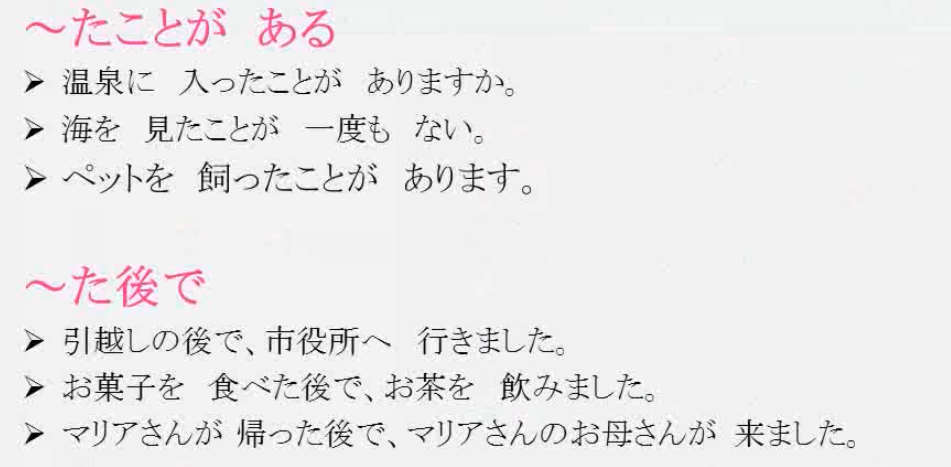 ～たことが ある
➢ 温泉に 入ったことが ありますか。
➢ 海を 見たことが 一度も ない。
➢ ペットを 飼ったことが あります。
～た後で
➢ 引越しの後で、市役所へ 行きました。
➢ お菓子を 食べた後で、お茶を 飲みました。
➢ マリアさんが 帰った後で、マリアさんのお母さんが 来ました。